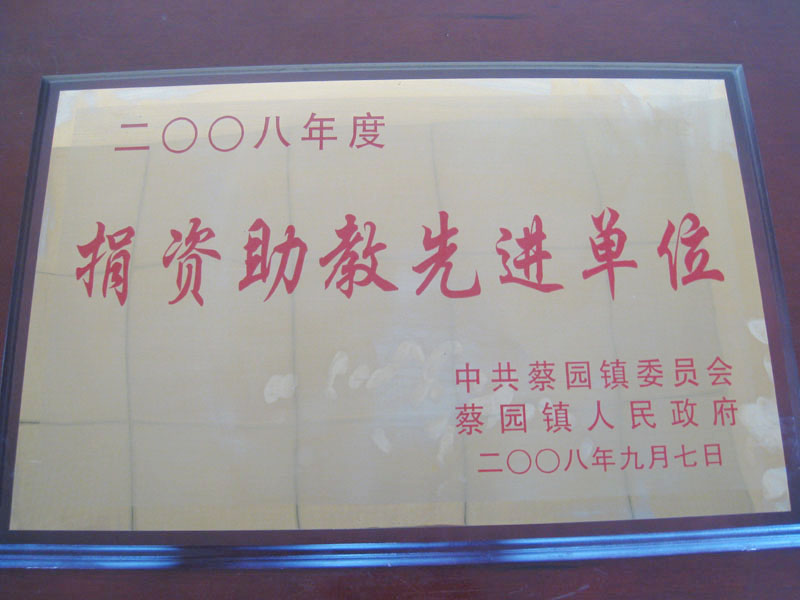 二〇〇八年度
捐资助教先进单位
中共蔡园镇委员会
蔡园镇人民政府
二〇〇八年九月七日